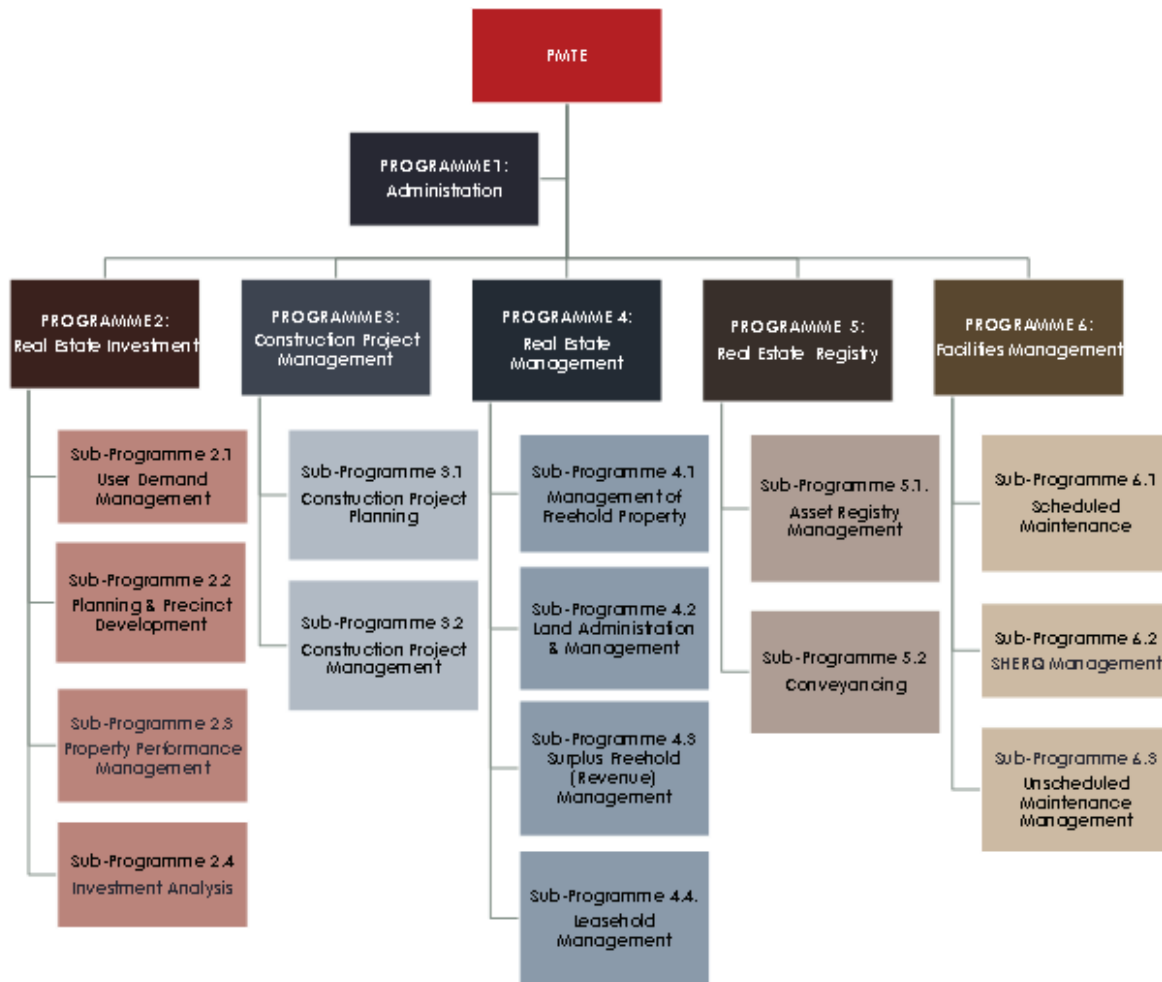 PMTE
PROGRAMME 1:
Administration
PROGRAMME 2:
Real Estate Investment
PROGRAMME 3:
Construction Project
Management
PROGRAMME 4:
Real Estate
Management
PROGRAMME 5:
Real Estate Registry
PROGRAMME 6:
Facilities Management
Sub-Programme 2.1
User Demand
Management
Sub-Programme 2.2
Planning & Precinct
Development
Sub-Programme 2.3
Property Performance
Management
Sub-Programme 2.4
Investment Analysis
Sub-Programme 3.1
Construction Project
Planning
Sub-Programme 3.2
Construction Project
Management
Sub-Programme 4.1
Management of
Freehold Property
Sub-Programme 4.2
Land Administration
& Management
Sub-Programme 4.3
Surplus Freehold
(Revenue)
Management
Sub-Programme 4.4.
Leasehold
Management
Sub-Programme 5.1.
Asset Registry
Management
Sub-Programme 5.2
Conveyancing
Sub-Programme 6.1
Scheduled
Maintenance
Sub-Programme 6.2
SHERQ Management
Sub-Programme 6.3
Unscheduled
Maintenance
Management